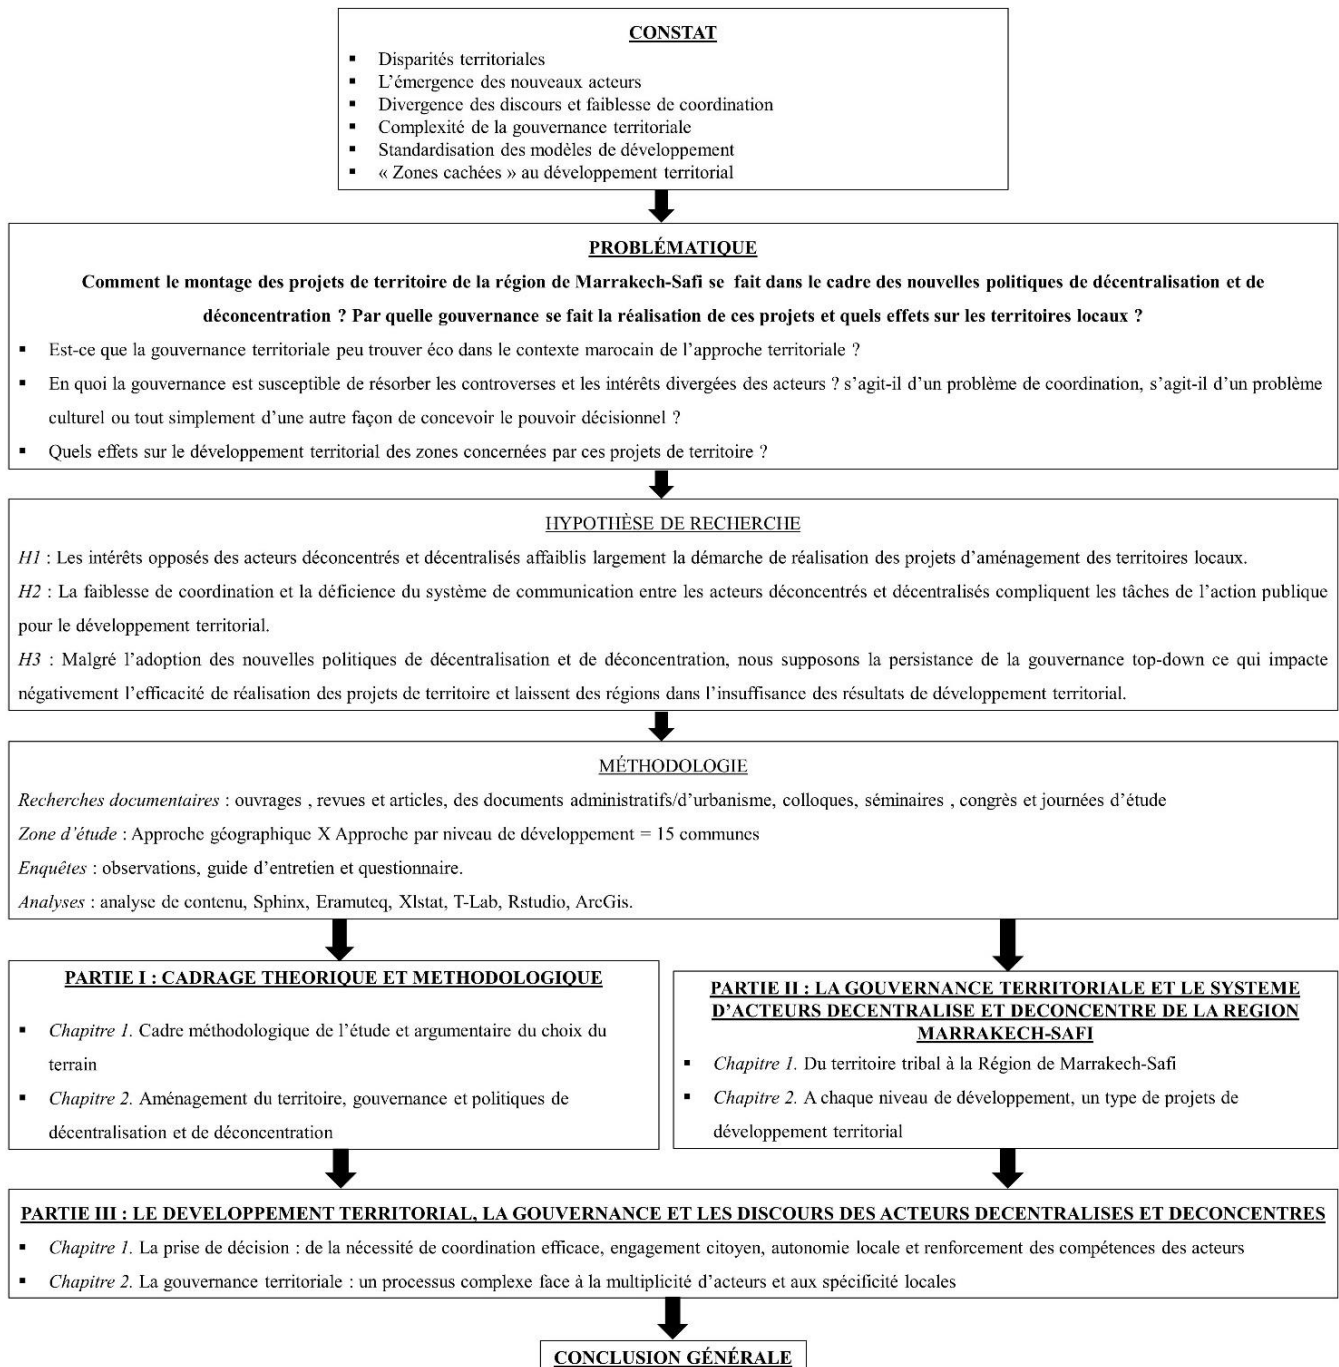 CONSTAT
▪ Disparités territoriales
▪ L'émergence des nouveaux acteurs
▪ Divergence des discours et faiblesse de coordination
▪ Complexité de la gouvernance territoriale
▪ Standardisation des modèles de développement
▪ « Zones cachées » au développement territorial
PROBLÉMATIQUE
Comment le montage des projets de territoire de la région de Marrakech-Safi se fait dans le cadre des nouvelles politiques de décentralisation et de
déconcentration ? Par quelle gouvernance se fait la réalisation de ces projets et quels effets sur les territoires locaux ?
▪ Est-ce que la gouvernance territoriale peu trouver éco dans le contexte marocain de l'approche territoriale ?
▪ En quoi la gouvernance est susceptible de résorber les controverses et les intérêts divergées des acteurs ? s'agit-il d'un problème de coordination, s'agit-il d'un problème
culturel ou tout simplement d'une autre façon de concevoir le pouvoir décisionnel ?
▪ Quels effets sur le développement territorial des zones concernées par ces projets de territoire ?
HYPOTHÈSE DE RECHERCHE
H1 : Les intérêts opposés des acteurs déconcentrés et décentralisés affaiblis largement la démarche de réalisation des projets d'aménagement des territoires locaux.
H2 : La faiblesse de coordination et la déficience du système de communication entre les acteurs déconcentrés et décentralisés compliquent les tâches de l'action publique
pour le développement territorial.
H3 : Malgré l'adoption des nouvelles politiques de décentralisation et de déconcentration, nous supposons la persistance de la gouvernance top-down ce qui impacte
négativement l'efficacité de réalisation des projets de territoire et laissent des régions dans l'insuffisance des résultats de développement territorial.
MÉTHODOLOGIE
Recherches documentaires : ouvrages , revues et articles, des documents administratifs/d'urbanisme, colloques, séminaires , congrès et journées d'étude
Zone d'étude : Approche géographique X Approche par niveau de développement = 15 communes
Enquêtes : observations, guide d'entretien et questionnaire.
Analyses : analyse de contenu, Sphinx, Eramuteq, Xlstat, T-Lab, Rstudio, ArcGis.
PARTIE I : CADRAGE THEORIQUE ET METHODOLOGIQUE
▪ Chapitre 1. Cadre méthodologique de l'étude et argumentaire du choix du
terrain
▪ Chapitre 2. Aménagement du territoire, gouvernance et politiques de
décentralisation et de déconcentration
PARTIE II : LA GOUVERNANCE TERRITORIALE ET LE SYSTEME
D'ACTEURS DECENTRALISE ET DECONCENTRE DE LA REGION
MARRAKECH-SAFI
▪ Chapitre 1. Du territoire tribal à la Région de Marrakech-Safi
▪ Chapitre 2. A chaque niveau de développement, un type de projets de
développement territorial
PARTIE III : LE DEVELOPPEMENT TERRITORIAL, LA GOUVERNANCE ET LES DISCOURS DES ACTEURS DECENTRALISES ET DECONCENTRES
▪ Chapitre 1. La prise de décision : de la nécessité de coordination efficace, engagement citoyen, autonomie locale et renforcement des compétences des acteurs
▪ Chapitre 2. La gouvernance territoriale : un processus complexe face à la multiplicité d'acteurs et aux spécificité locales
CONCLUSION GÉNÉRALE